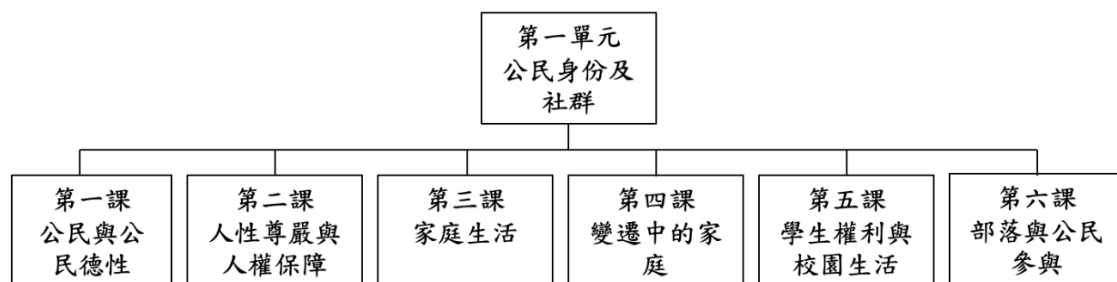 第一單元
公民身份及
社群
第一課
公民與公
民德性
第二課
人性尊嚴與
人權保障
第三課
家庭生活
第四課
變遷中的家
庭
第五課
學生權利與
校園生活
第六課
部落與公民
參與